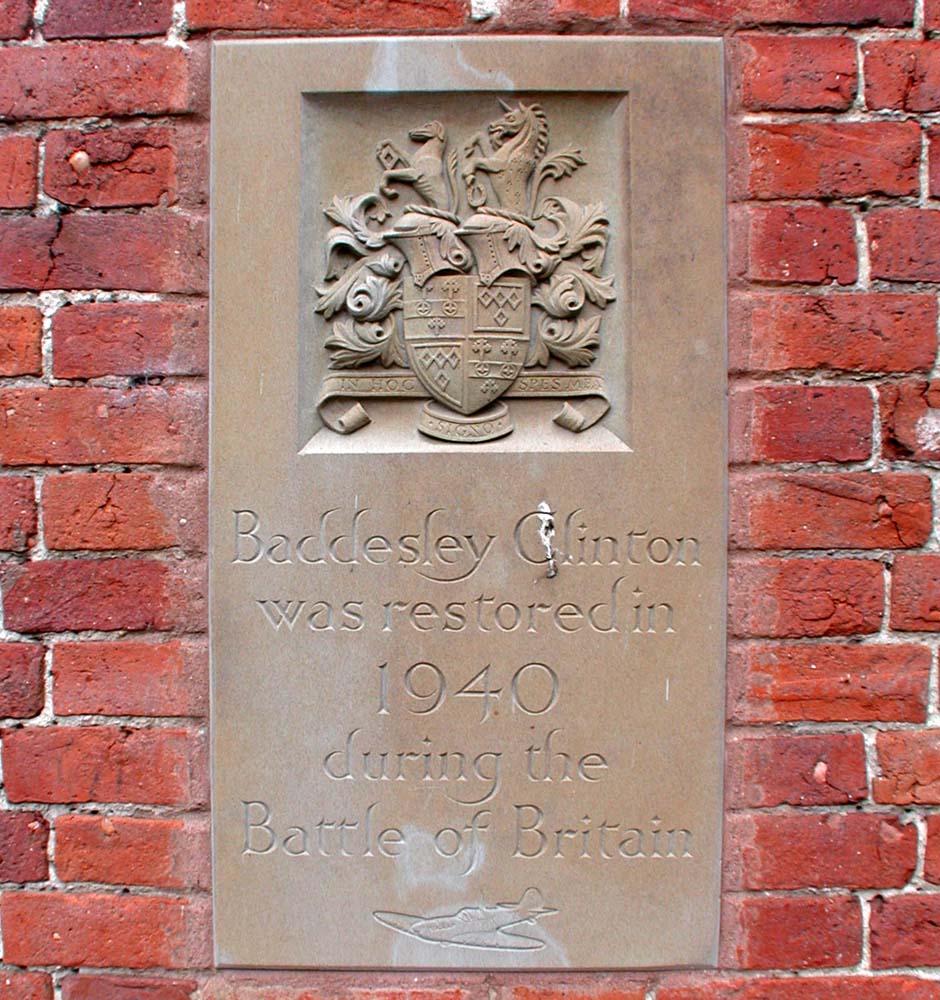 IN HOC SPES MEA
SIGNO
Baddesley Clinton
was restored in
1940
during the
Battle of Britain